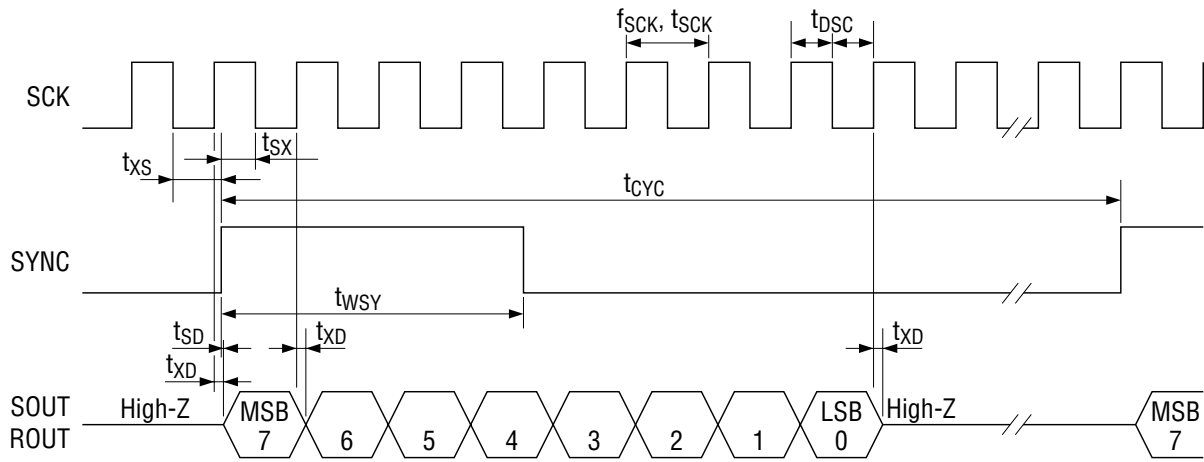 fSCK, tSCK
tDSC
SCK
tSX
tXS
tCYC
SYNC
tWSY
tSD
tXD
tXD
tXD
SOUT
ROUT
High-Z
MSB
7
6
5
4
3
2
1
LSB
0
High-Z
MSB
7